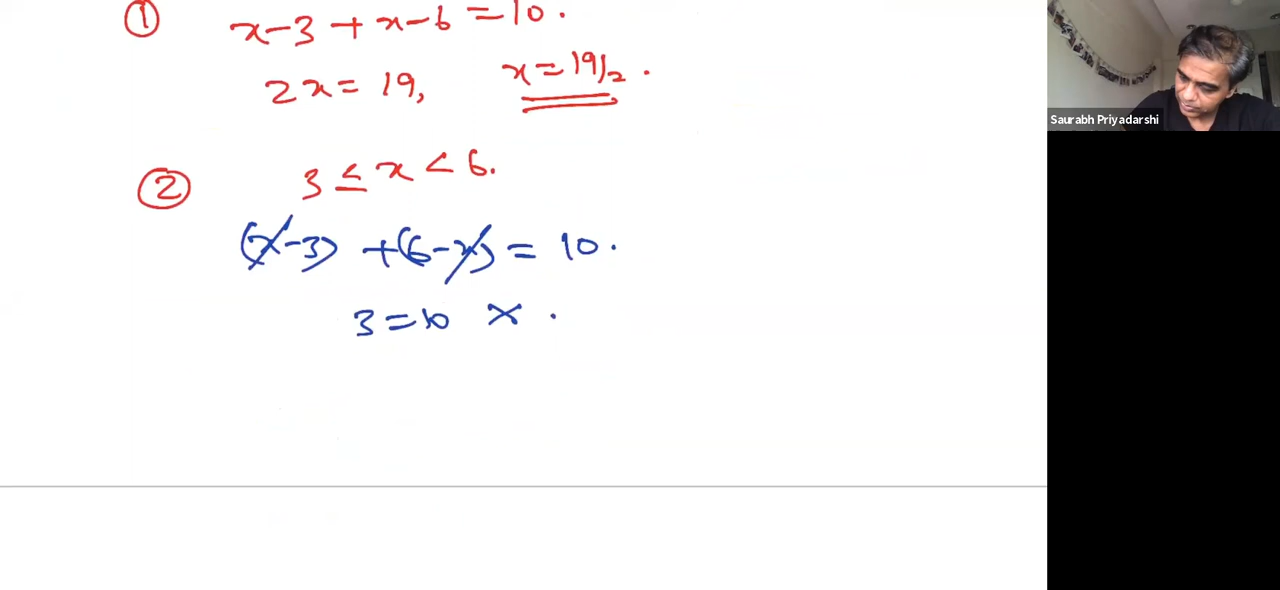 ① x-3 + x-6 = 10.
2x = 19, x = 19/2.
② 3 ≤ x < 6.
(x-3) + (6-x) = 10.
3 = 10 ×.
Saurabh Priyadarshi